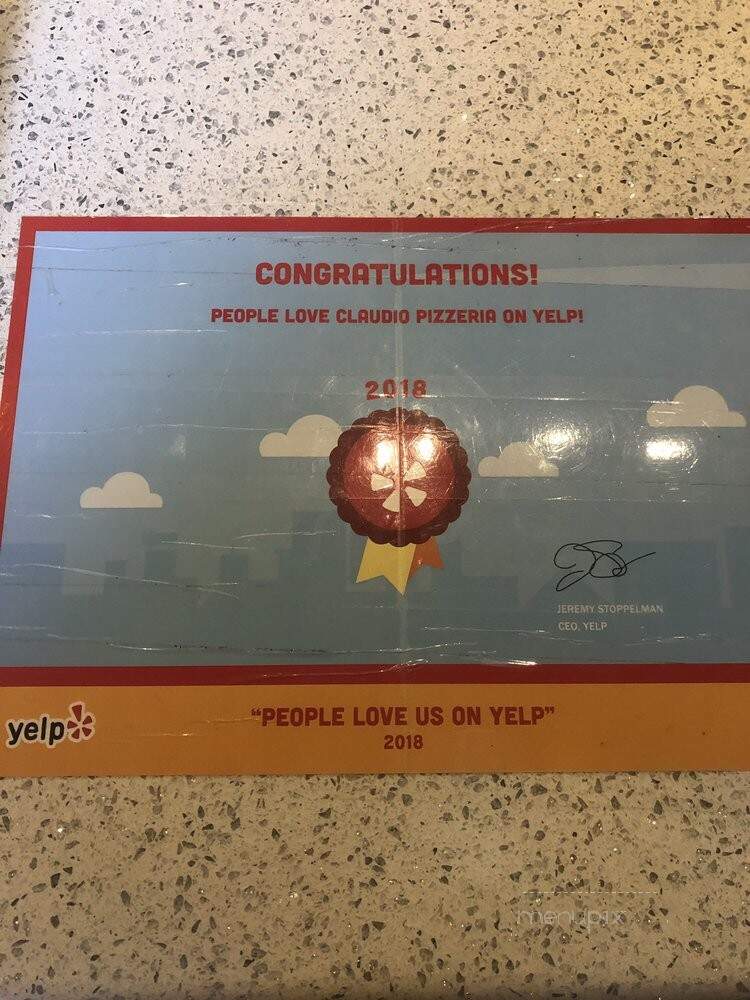 CONGRATULATIONS!
PEOPLE LOVE CLAUDIO PIZZERIA ON YELP!
2018
JEREMY STOPPELMAN
CEO, YELP
yelp
"PEOPLE LOVE US ON YELP"
2018
menupix